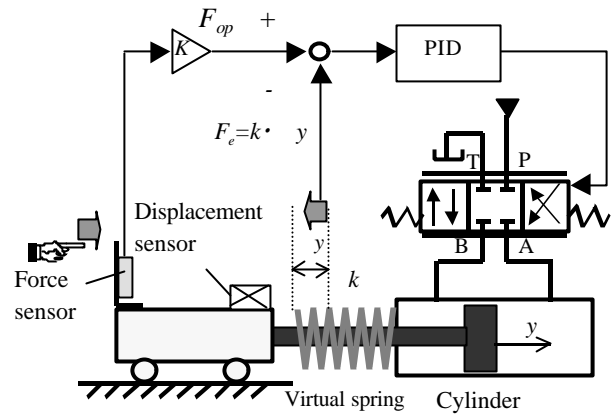 F_op +
K
PID
-
F_e=k· y
T P
Displacement
sensor
y
B A
k
Force
sensor
y
Virtual spring
Cylinder